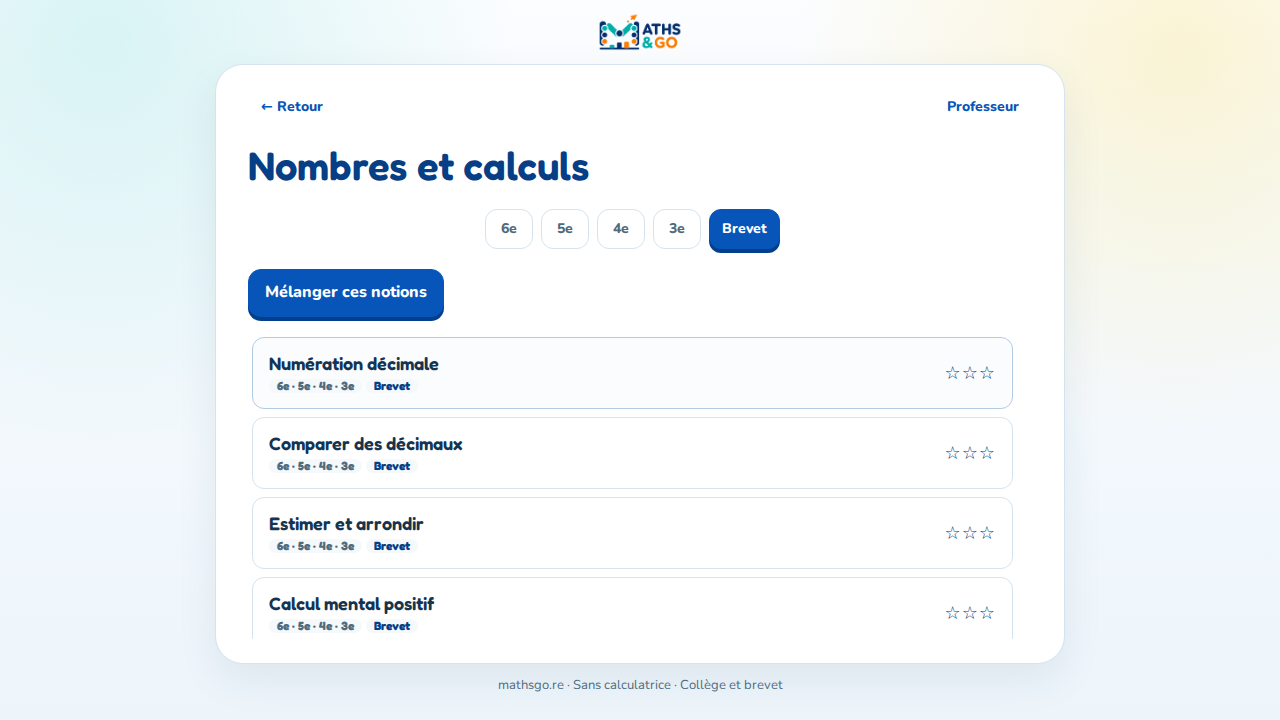 MATHS
&GO
← Retour
Professeur
Nombres et calculs
6e 5e 4e 3e Brevet
Mélanger ces notions
Numération décimale
6e · 5e · 4e · 3e Brevet
☆☆☆
Comparer des décimaux
6e · 5e · 4e · 3e Brevet
☆☆☆
Estimer et arrondir
6e · 5e · 4e · 3e Brevet
☆☆☆
Calcul mental positif
6e · 5e · 4e · 3e Brevet
☆☆☆
mathsgo.re · Sans calculatrice · Collège et brevet